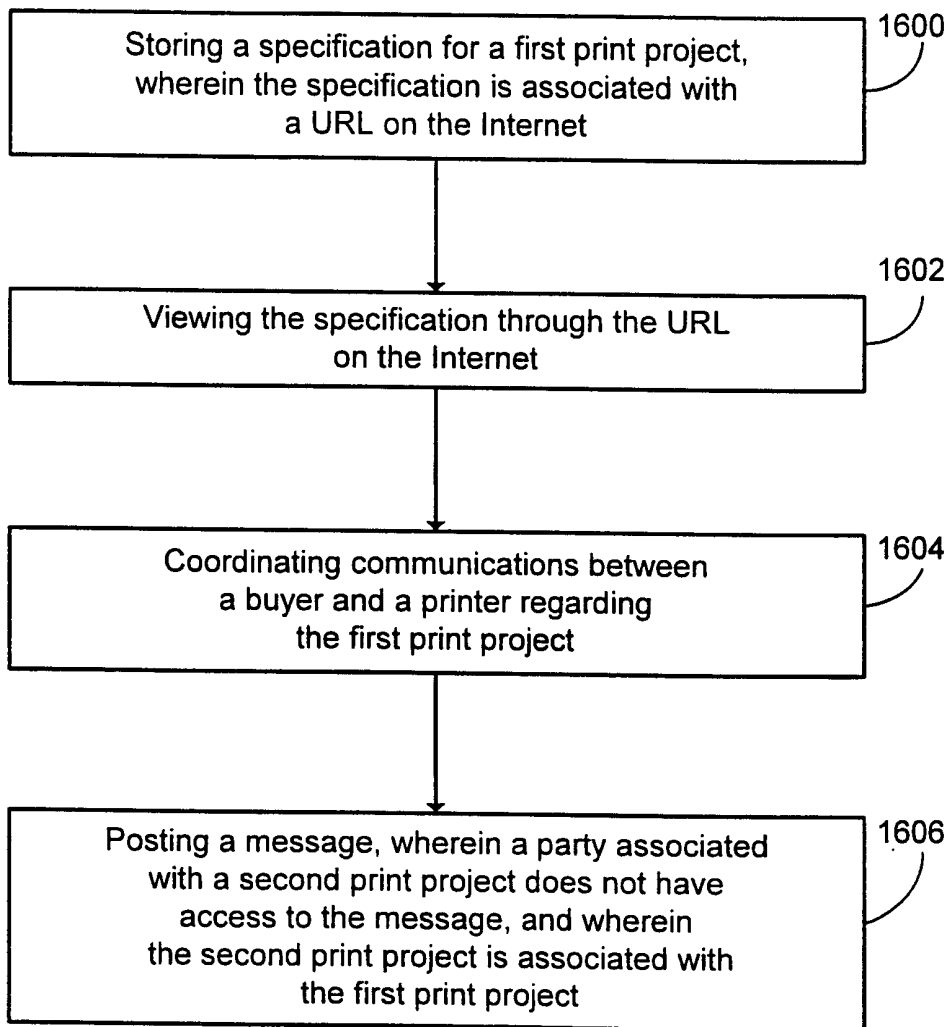 1600
Storing a specification for a first print project,
wherein the specification is associated with
a URL on the Internet
1602
Viewing the specification through the URL
on the Internet
1604
Coordinating communications between
a buyer and a printer regarding
the first print project
1606
Posting a message, wherein a party associated
with a second print project does not have
access to the message, and wherein
the second print project is associated with
the first print project